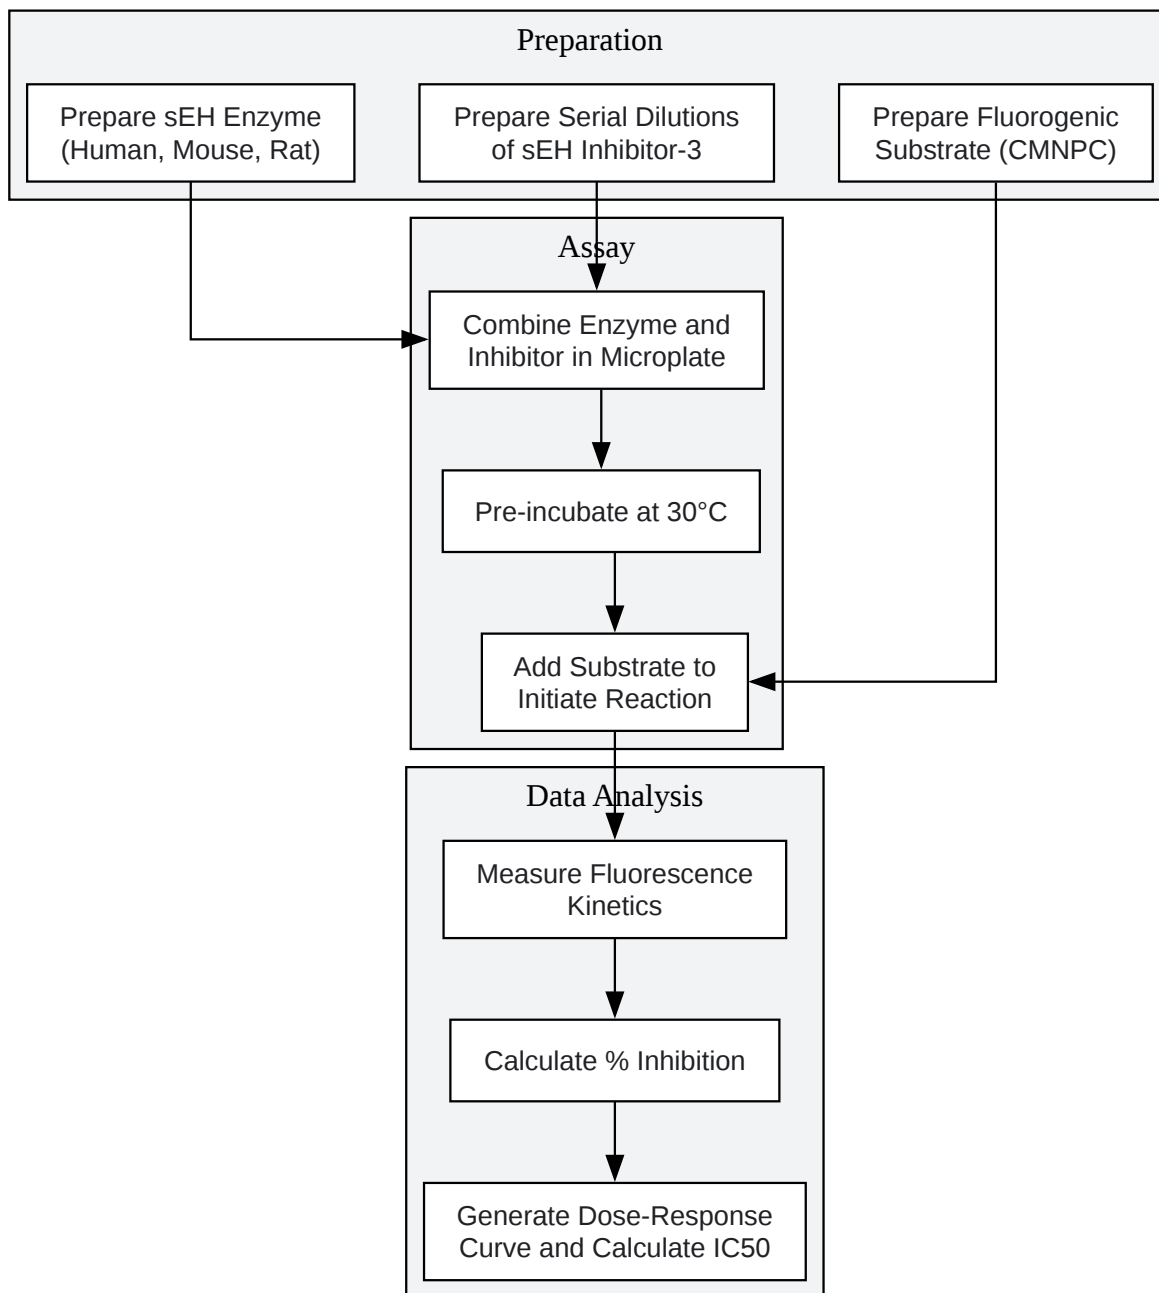 Preparation
Prepare sEH Enzyme
(Human, Mouse, Rat)
Prepare Serial Dilutions
of sEH Inhibitor-3
Prepare Fluorogenic
Substrate (CMNPC)
Assay
Combine Enzyme and
Inhibitor in Microplate
Pre-incubate at 30°C
Add Substrate to
Initiate Reaction
Data Analysis
Measure Fluorescence
Kinetics
Calculate % Inhibition
Generate Dose-Response
Curve and Calculate IC50